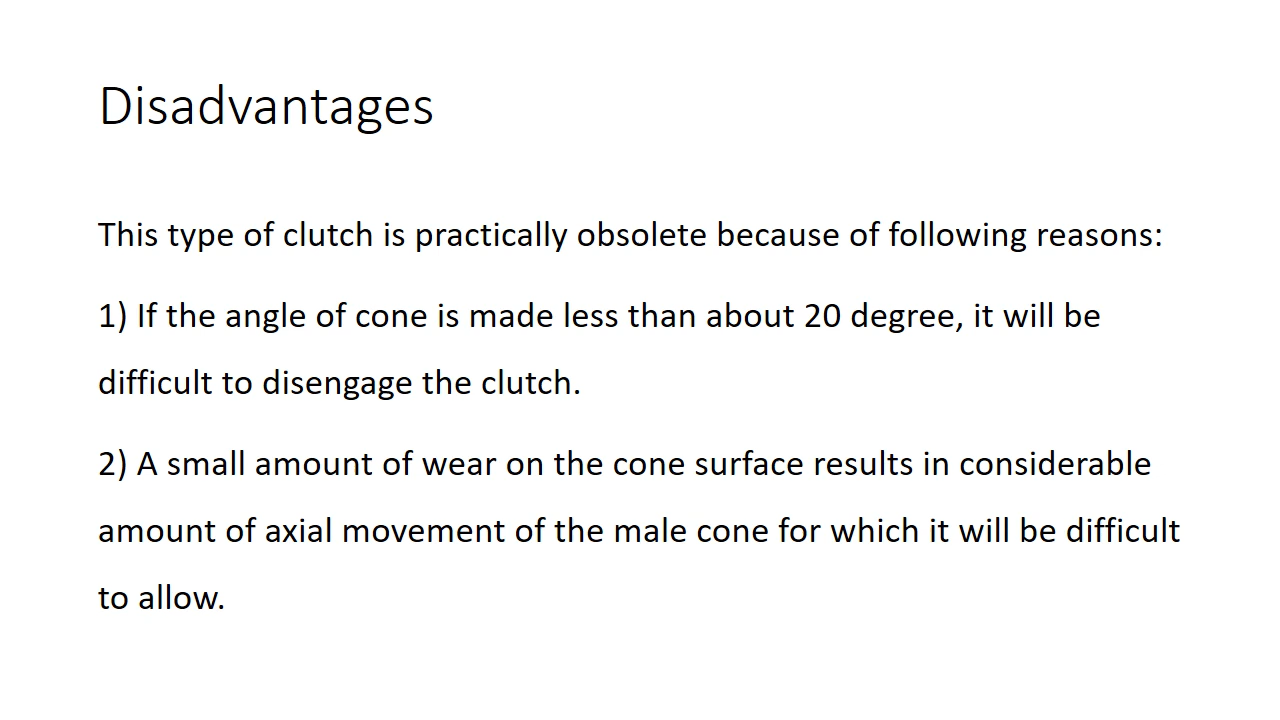 Disadvantages
This type of clutch is practically obsolete because of following reasons:
1) If the angle of cone is made less than about 20 degree, it will be
difficult to disengage the clutch.
2) A small amount of wear on the cone surface results in considerable
amount of axial movement of the male cone for which it will be difficult
to allow.